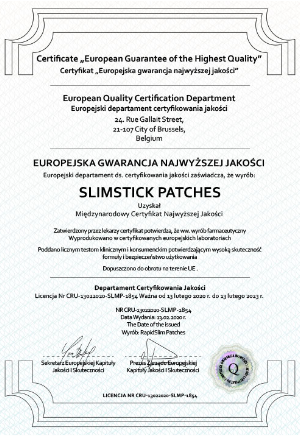 Certificate „European Guarantee of the Highest Quality”
Certyfikat „Europejska gwarancja najwyższej jakości”
European Quality Certification Department
Europejski departament certyfikowania jakości
24. Rue Gallait Street,
21-107 City of Brussels,
Belgium
EUROPEJSKA GWARANCJA NAJWYŻSZEJ JAKOŚCI
Europejski departament ds. certyfikowania jakości zaświadcza, że wyrób:
SLIMSTICK PATCHES
Uzyskał
Międzynarodowy Certyfikat Najwyższej Jakości
Zatwierdzony przez lekarzy certyfikat potwierdza, że ww. wyrób farmaceutyczny
Wyprodukowano w certyfikowanych europejskich laboratoriach
Poddano licznym testom klinicznym i konsumenckim potwierdzającym wysoką skuteczność
formuły i bezpieczeństwo użytkowania
Dopuszczono do obrotu na terenie UE .
Departament Certyfikowania Jakości
Licencja Nr CRU-13022020-SLMP-1854 Ważna od 13 lutego 2020 r. do 13 lutego 2023 r.
NR CRU-13022020-SLMP-1854
Data Wydania: 13.02.2020 r.
The Date of the Issued
Wyrób: RapidSlim Patches
Sekretarz Europejskiej Kapituły
Jakości i Skuteczności
Prezes Zarządu Europejskiej
Kapituły Jakości i Skuteczności
Q
LICENCJA NR CRU-13022020-SLMP-1854